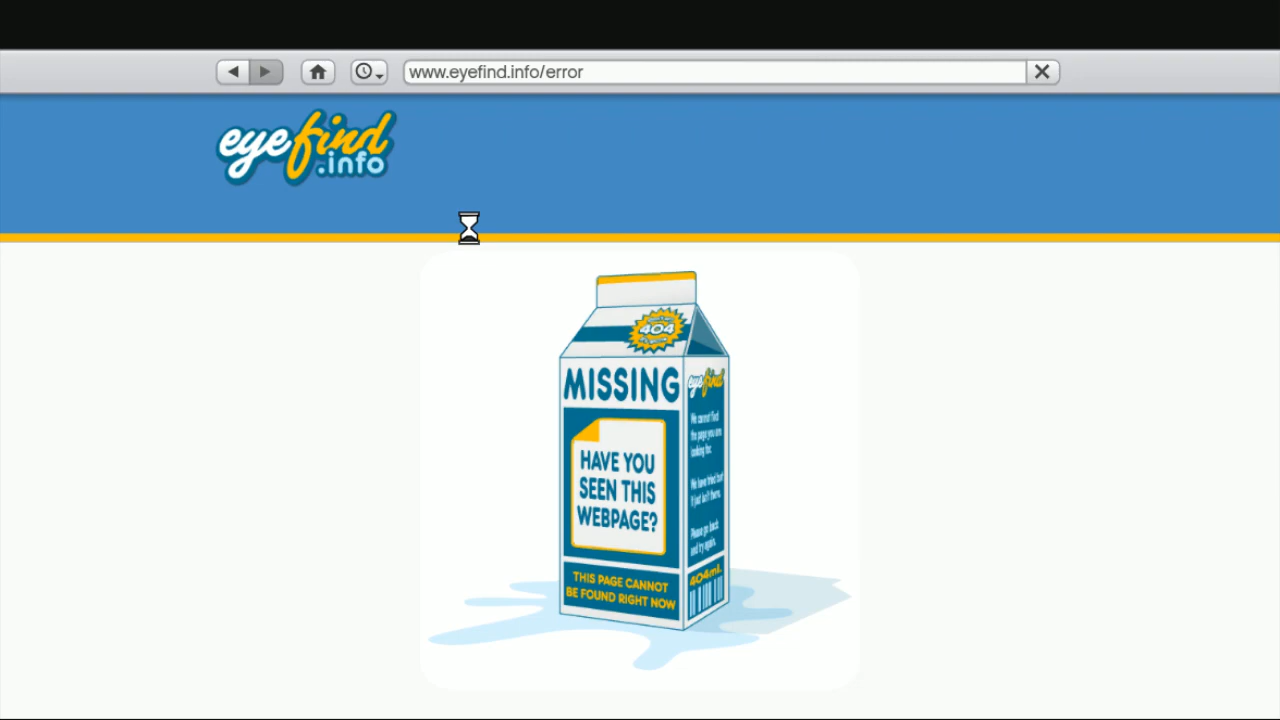 www.eyefind.info/error
eyefind
.info
404
MISSING
HAVE YOU
SEEN THIS
WEBPAGE?
THIS PAGE CANNOT
BE FOUND RIGHT NOW
eyefind
We cannot find
the page you are
looking for.
We have tried but
it just isn't there.
Please go back
and try again.
404ml.